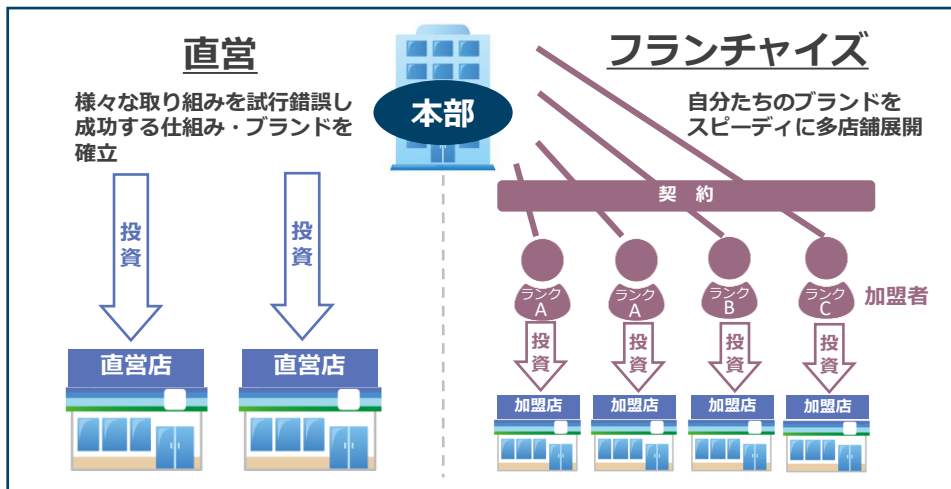 直営
様々な取り組みを試行錯誤し
成功する仕組み・ブランドを
確立
投資
投資
直営店
直営店
本部
フランチャイズ
自分たちのブランドを
スピーディに多店舗展開
契 約
ランク
A
ランク
A
ランク
B
ランク
C
加盟者
投資
投資
投資
投資
加盟店
加盟店
加盟店
加盟店